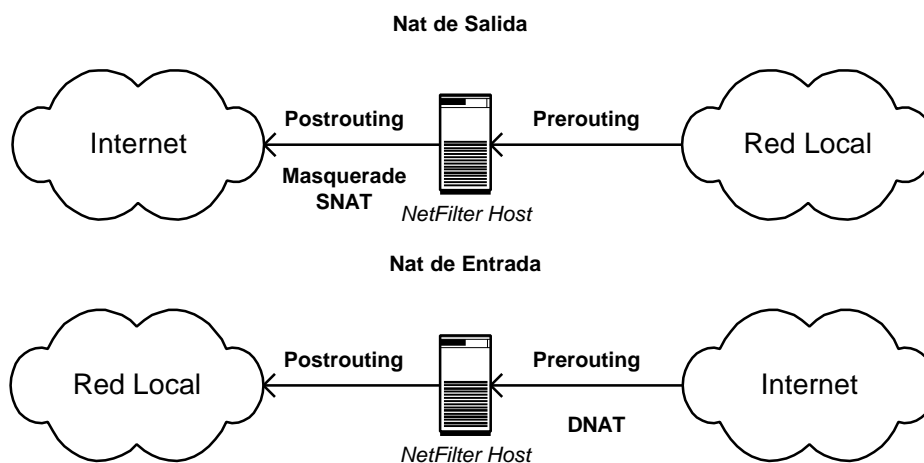 Nat de Salida
Internet
Postrouting
Masquerade
SNAT
NetFilter Host
Prerouting
Red Local
Nat de Entrada
Red Local
Postrouting
NetFilter Host
Prerouting
DNAT
Internet